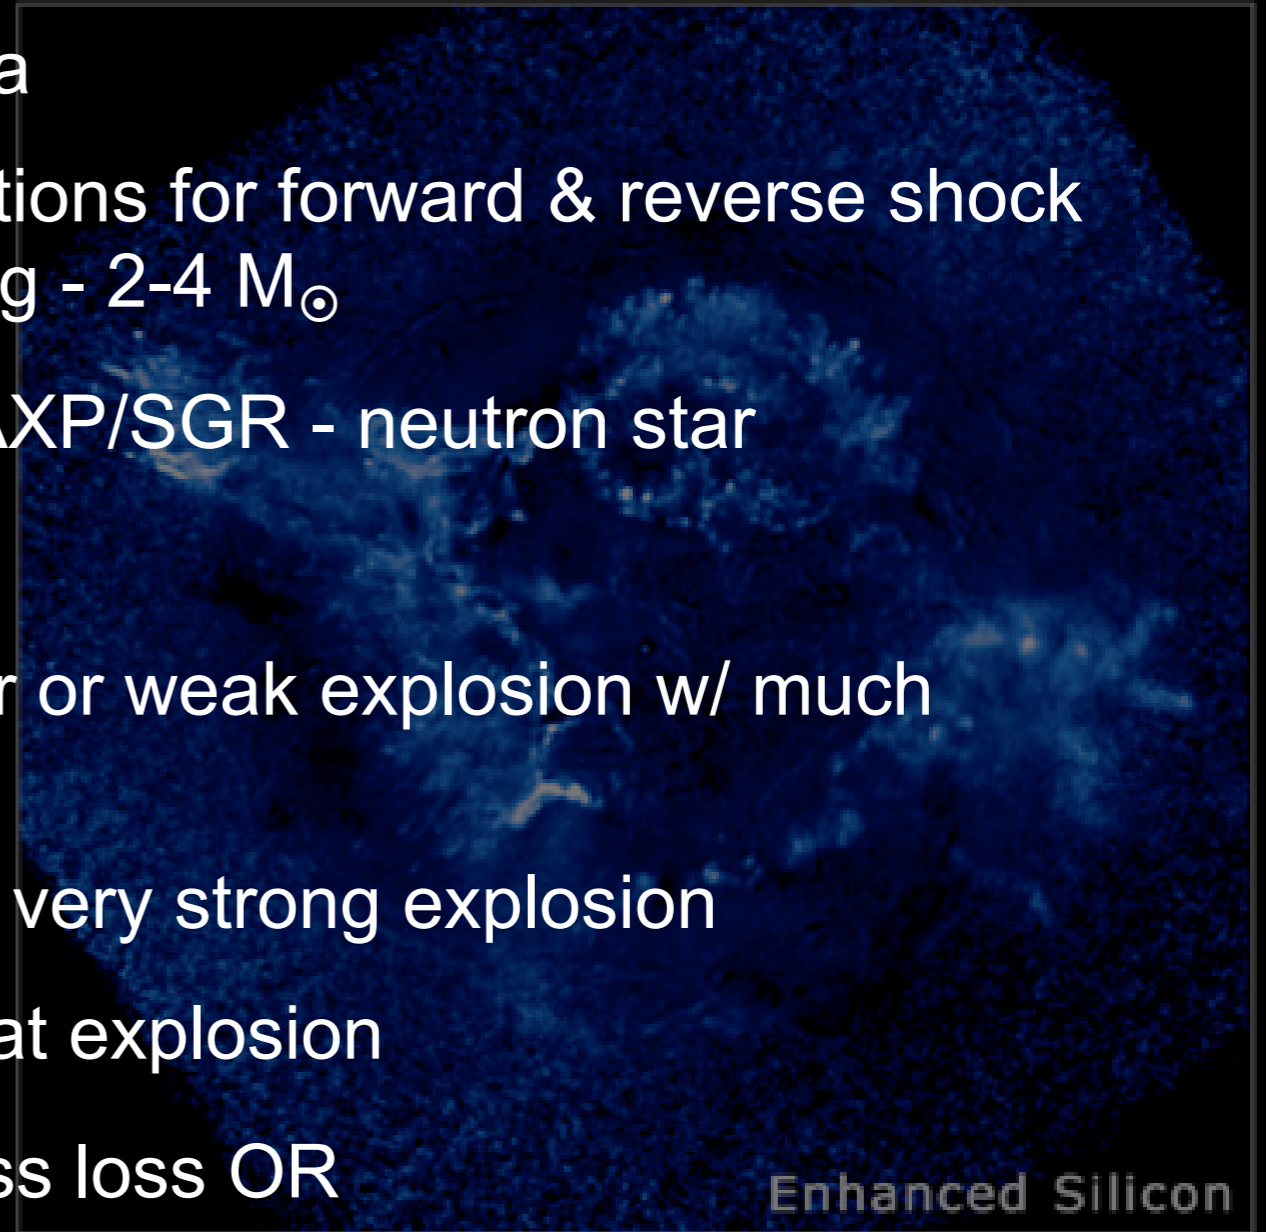 a
tions for forward & reverse shock
g - 2-4 M☉
AXP/SGR - neutron star
r or weak explosion w/ much
very strong explosion
at explosion
ss loss OR
Enhanced Silicon